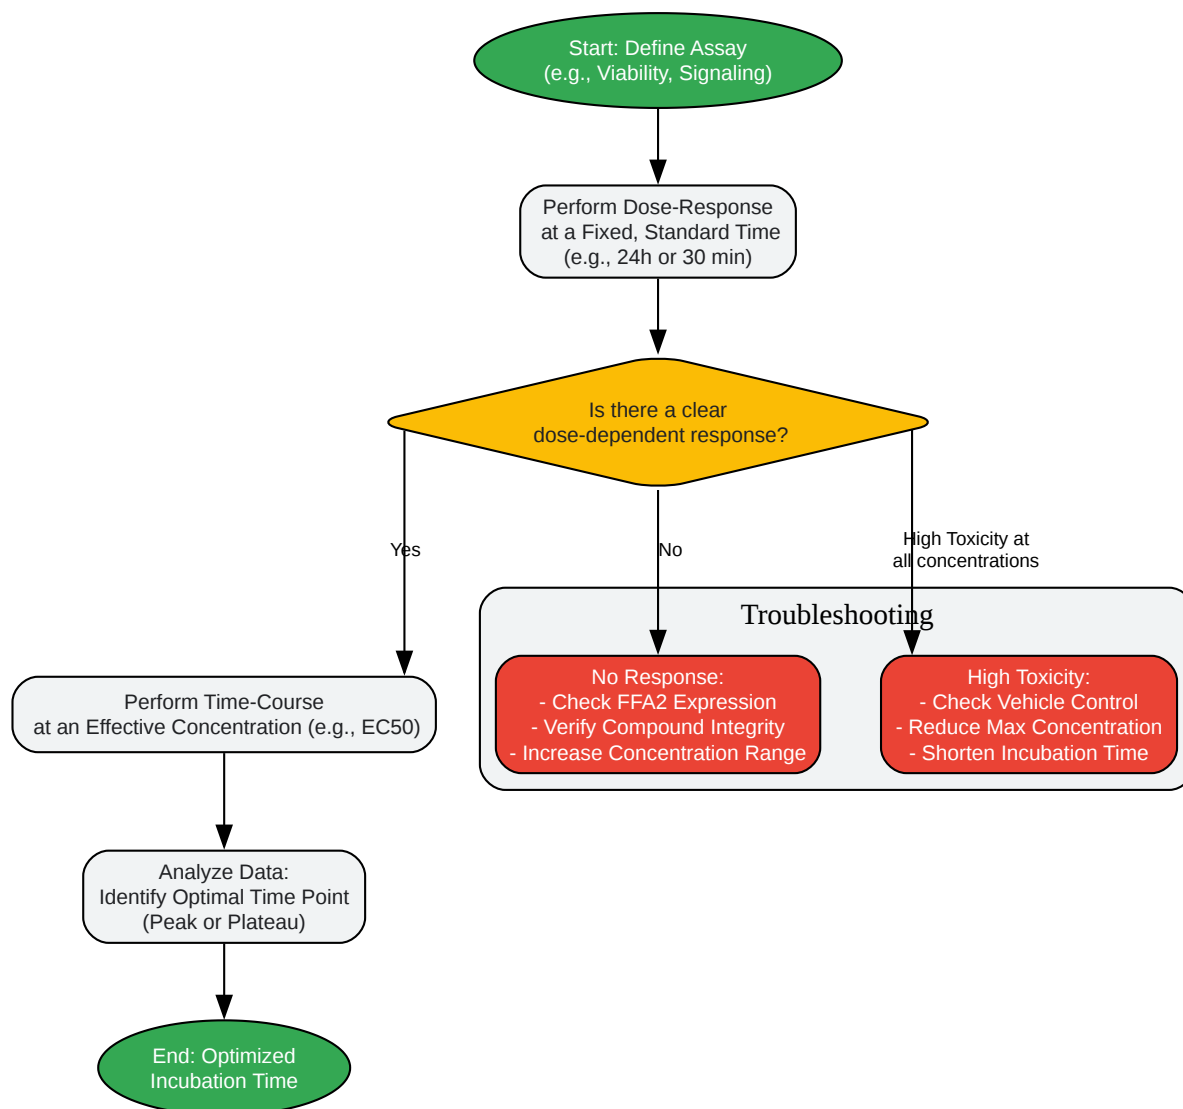 Start: Define Assay
(e.g., Viability, Signaling)
Perform Dose-Response
at a Fixed, Standard Time
(e.g., 24h or 30 min)
Is there a clear
dose-dependent response?
Yes
No
High Toxicity at
all concentrations
Troubleshooting
No Response:
- Check FFA2 Expression
- Verify Compound Integrity
- Increase Concentration Range
High Toxicity:
- Check Vehicle Control
- Reduce Max Concentration
- Shorten Incubation Time
Perform Time-Course
at an Effective Concentration (e.g., EC50)
Analyze Data:
Identify Optimal Time Point
(Peak or Plateau)
End: Optimized
Incubation Time